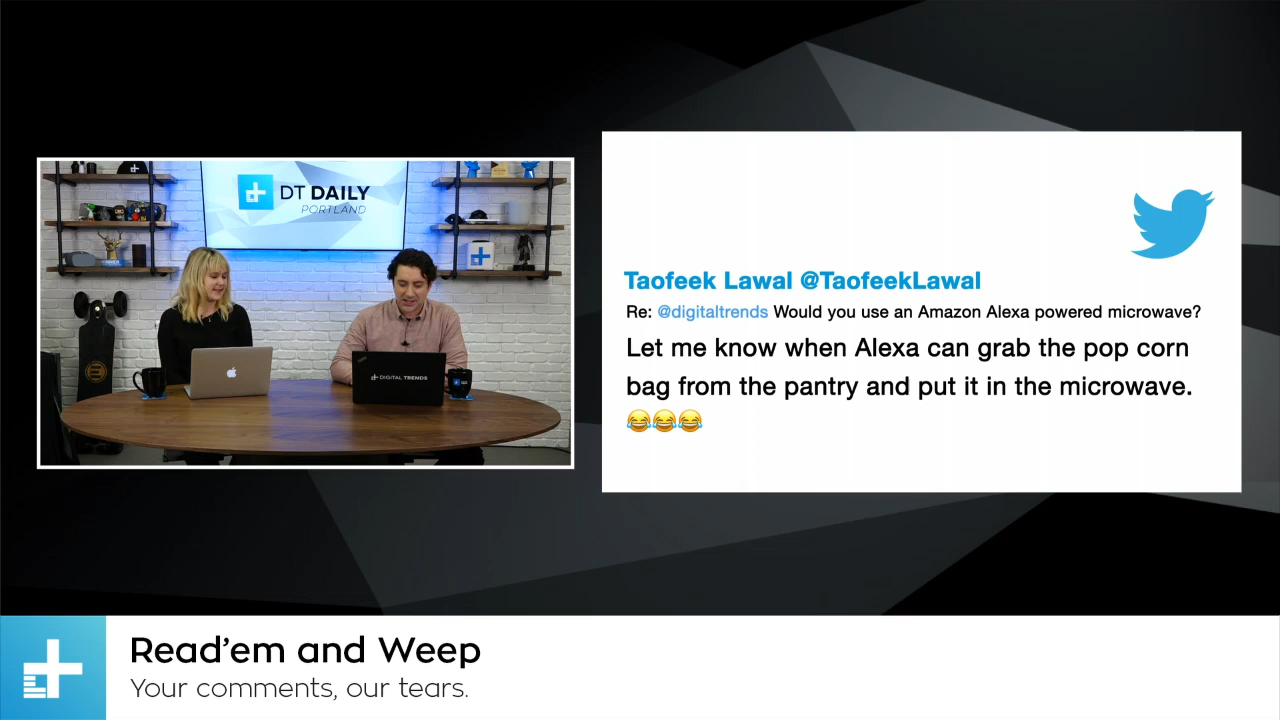 DT DAILY
PORTLAND
DIGITAL TRENDS
Taofeek Lawal @TaofeekLawal
Re: @digitaltrends Would you use an Amazon Alexa powered microwave?
Let me know when Alexa can grab the pop corn
bag from the pantry and put it in the microwave.
😂😂😂
Read’em and Weep
Your comments, our tears.